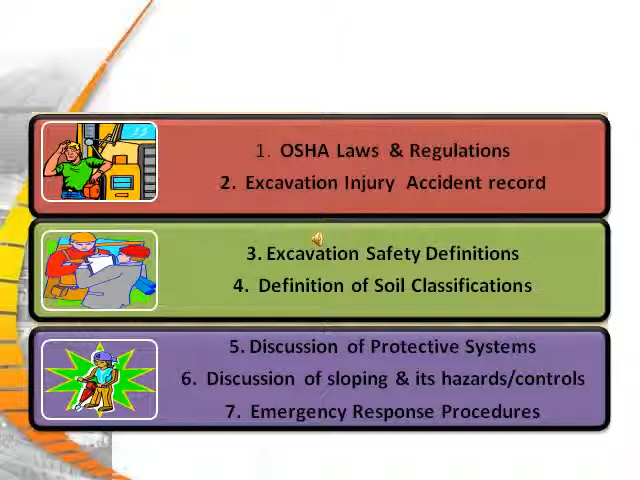 1. OSHA Laws & Regulations
2. Excavation Injury Accident record
3. Excavation Safety Definitions
4. Definition of Soil Classifications
5. Discussion of Protective Systems
6. Discussion of sloping & its hazards/controls
7. Emergency Response Procedures